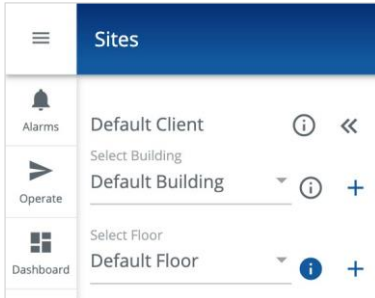 Sites
Alarms
Default Client
Select Building
Default Building
Operate
Select Floor
Default Floor
Dashboard